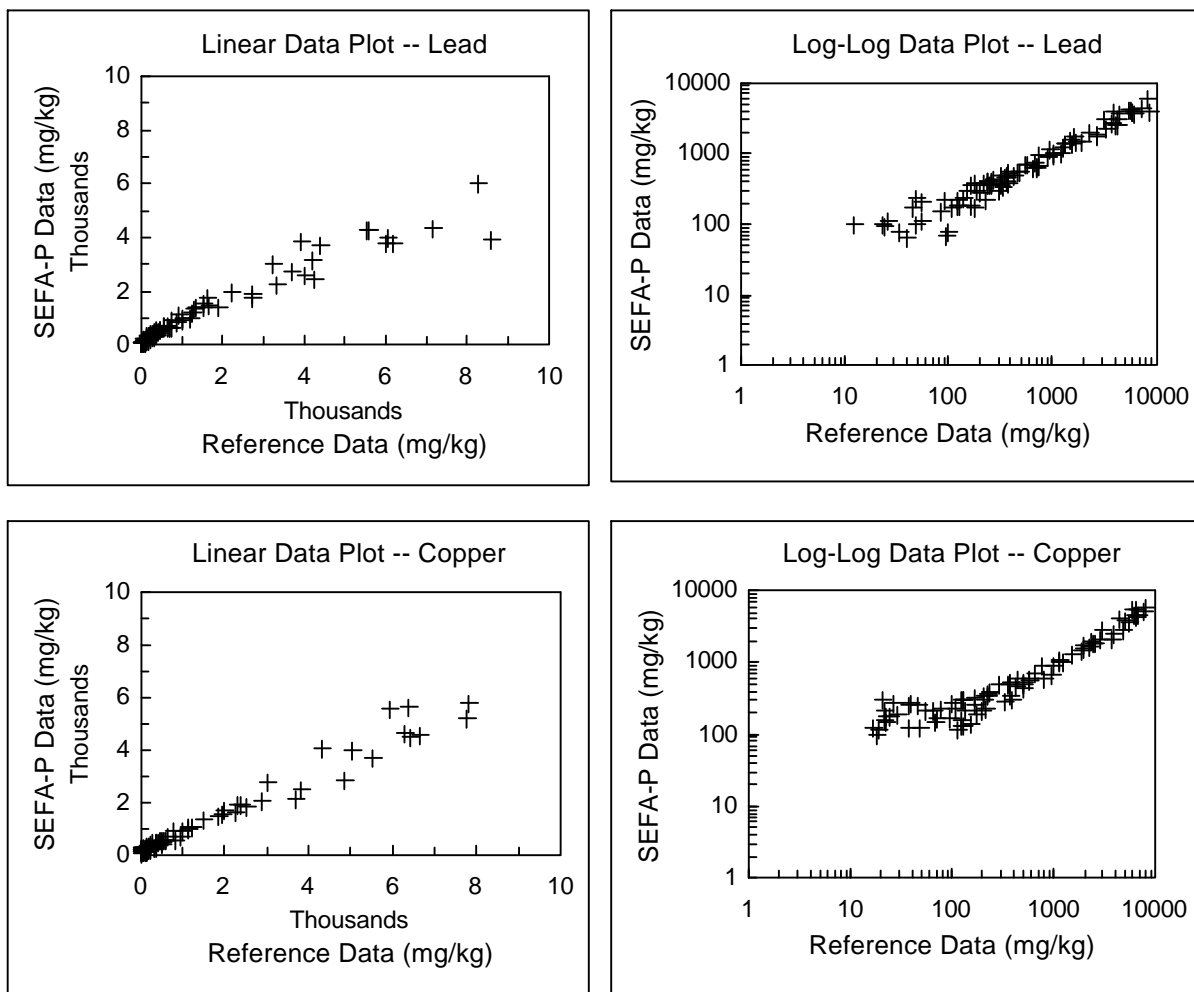 Linear Data Plot -- Lead
SEFA-P Data (mg/kg)
Thousands
10
8
6
4
2
0
0 2 4 6 8 10
Thousands
Reference Data (mg/kg)
Log-Log Data Plot -- Lead
SEFA-P Data (mg/kg)
10000
1000
100
10
1
1 10 100 1000 10000
Reference Data (mg/kg)
Linear Data Plot -- Copper
SEFA-P Data (mg/kg)
Thousands
10
8
6
4
2
0
0 2 4 6 8 10
Thousands
Reference Data (mg/kg)
Log-Log Data Plot -- Copper
SEFA-P Data (mg/kg)
10000
1000
100
10
1
1 10 100 1000 10000
Reference Data (mg/kg)